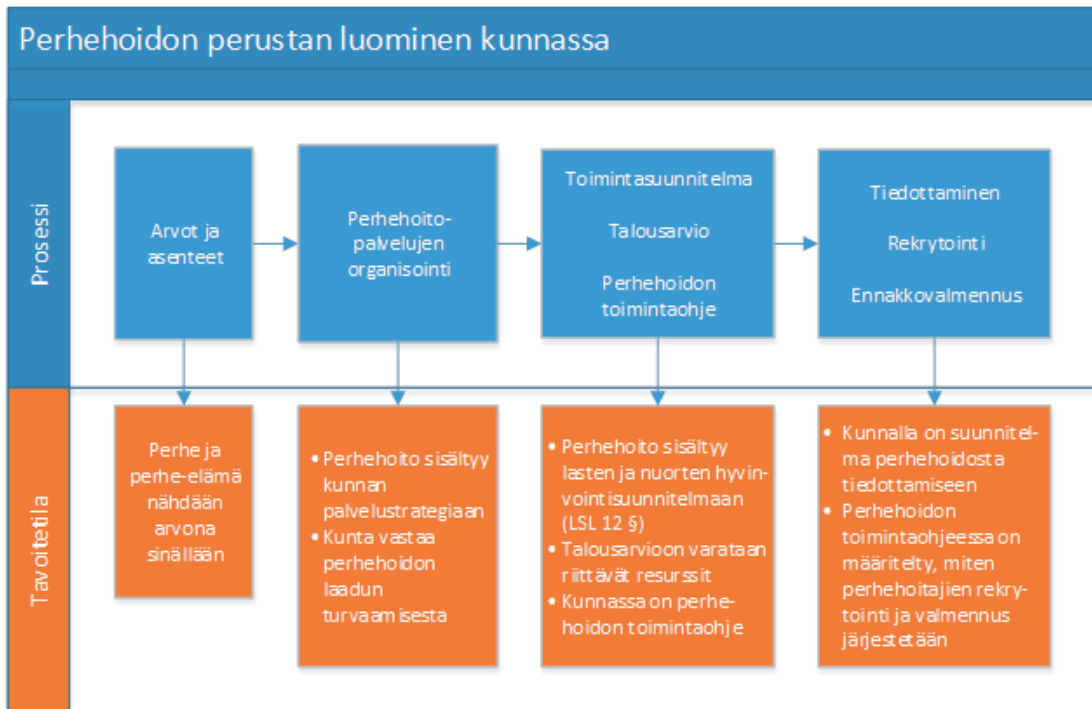 Perhehoidon perustan luominen kunnassa
Prosessi
Arvot ja
asenteet
Perhehoito-
palvelujen
organisointi
Toimintasuunnitelma
Talousarvio
Perhehoidon
toimintaohje
Tiedottaminen
Rekrytointi
Ennakkovalmennus
Tavoitetila
Perhe ja
perhe-elämä
nähdään
arvona
sinällään
• Perhehoito sisältyy
kunnan
palvelustrategiaan
• Kunta vastaa
perhehoidon
laadun
turvaamisesta
• Perhehoito sisältyy
lasten ja nuorten hyvin-
vointisuunnitelmaan
(LSL 12 §)
• Talousarvioon varataan
riittävät resurssit
• Kunnassa on perhe-
hoidon toimintaohje
• Kunnalla on suunnitel-
ma perhehoidosta
tiedottamiseen
• Perhehoidon
toimintaohjeessa on
määritelty, miten
perhehoitajien rekry-
tointi ja valmennus
järjestetään